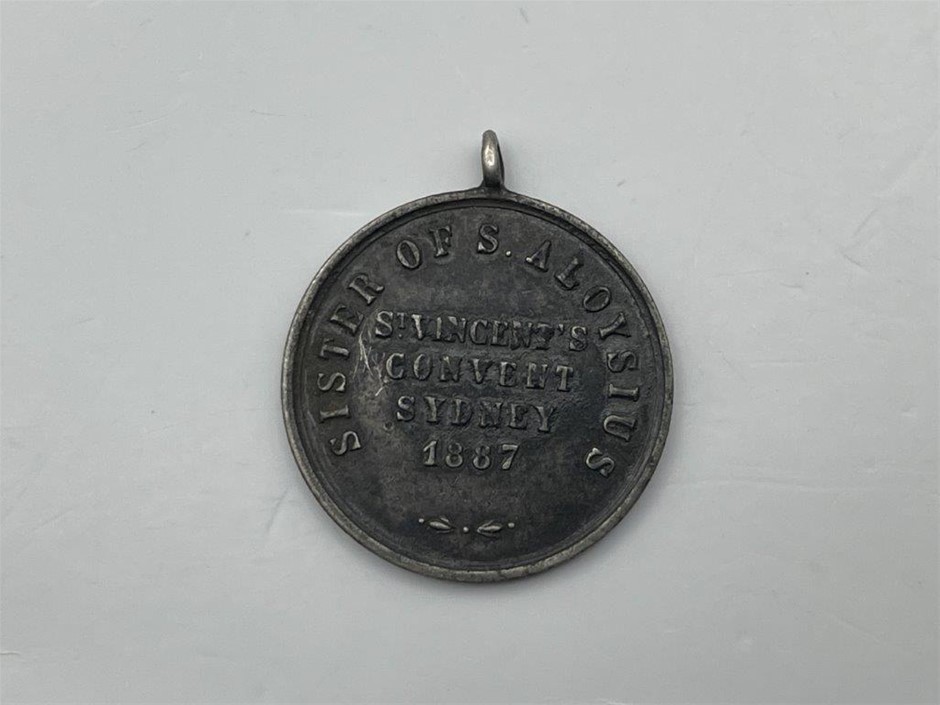 SISTER OF S. ALOYSIUS
ST VINCENT'S
CONVENT
SYDNEY
1887